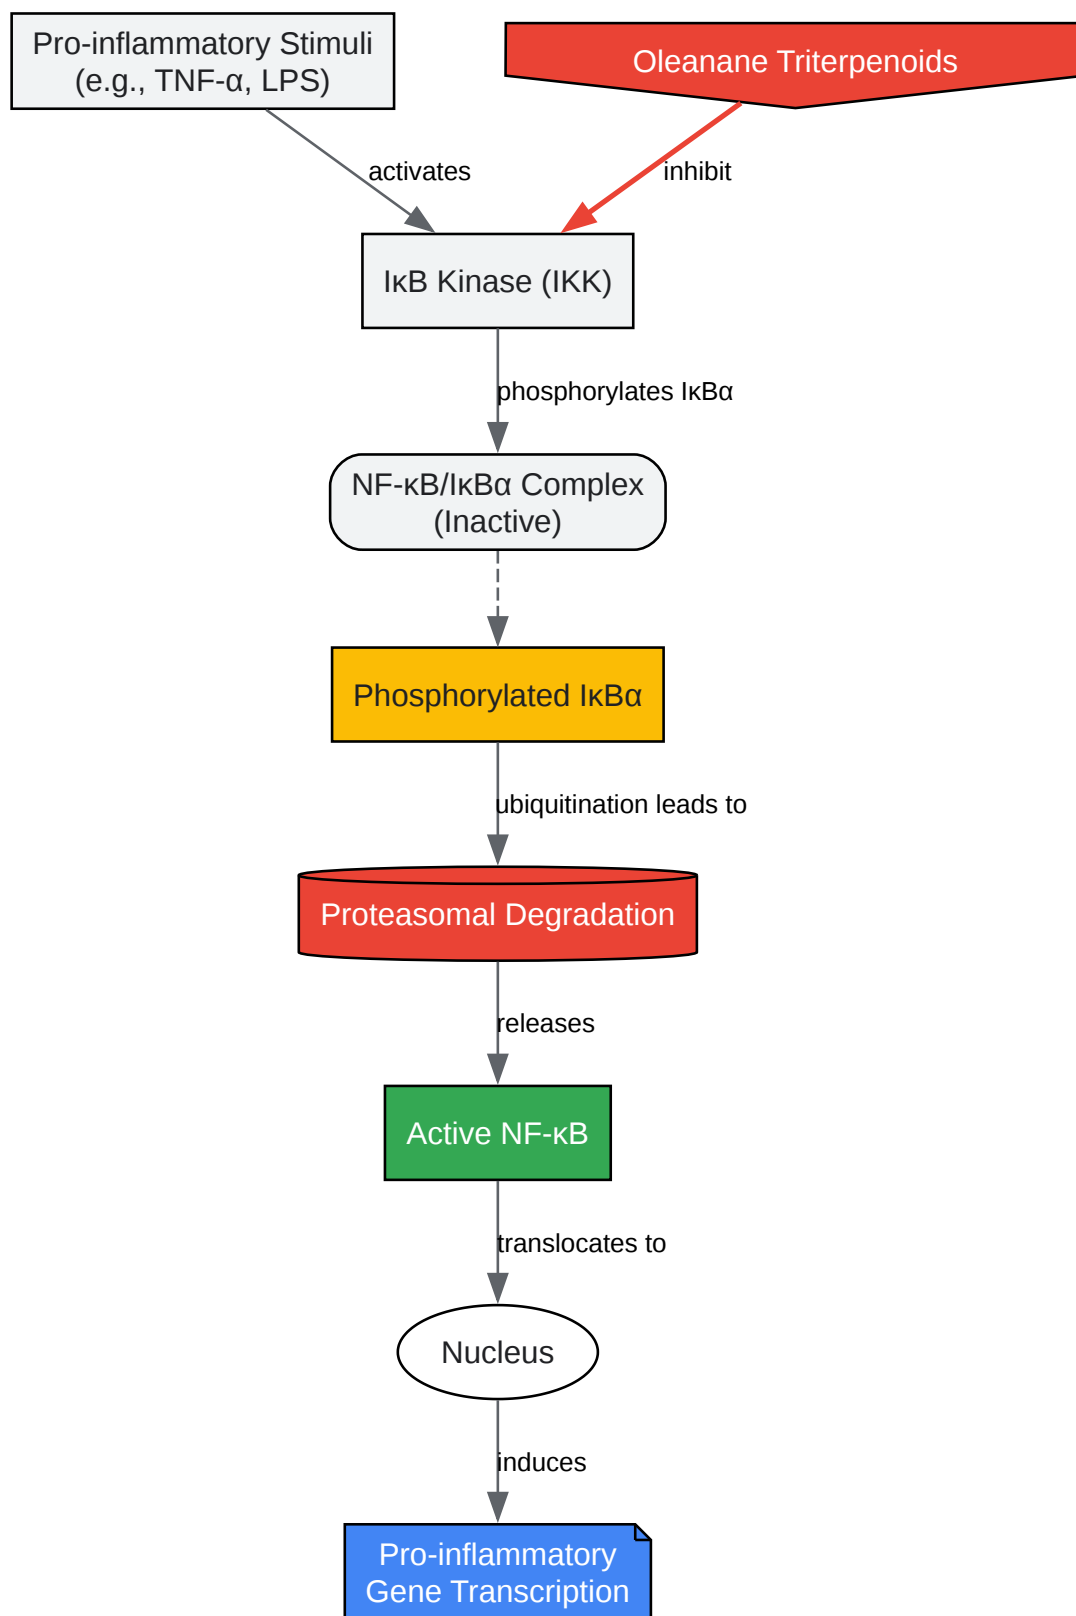 Pro-inflammatory Stimuli
(e.g., TNF-α, LPS)
Oleanane Triterpenoids
activates
inhibit
IκB Kinase (IKK)
phosphorylates IκBα
NF-κB/IκBα Complex
(Inactive)
Phosphorylated IκBα
ubiquitination leads to
Proteasomal Degradation
releases
Active NF-κB
translocates to
Nucleus
induces
Pro-inflammatory
Gene Transcription